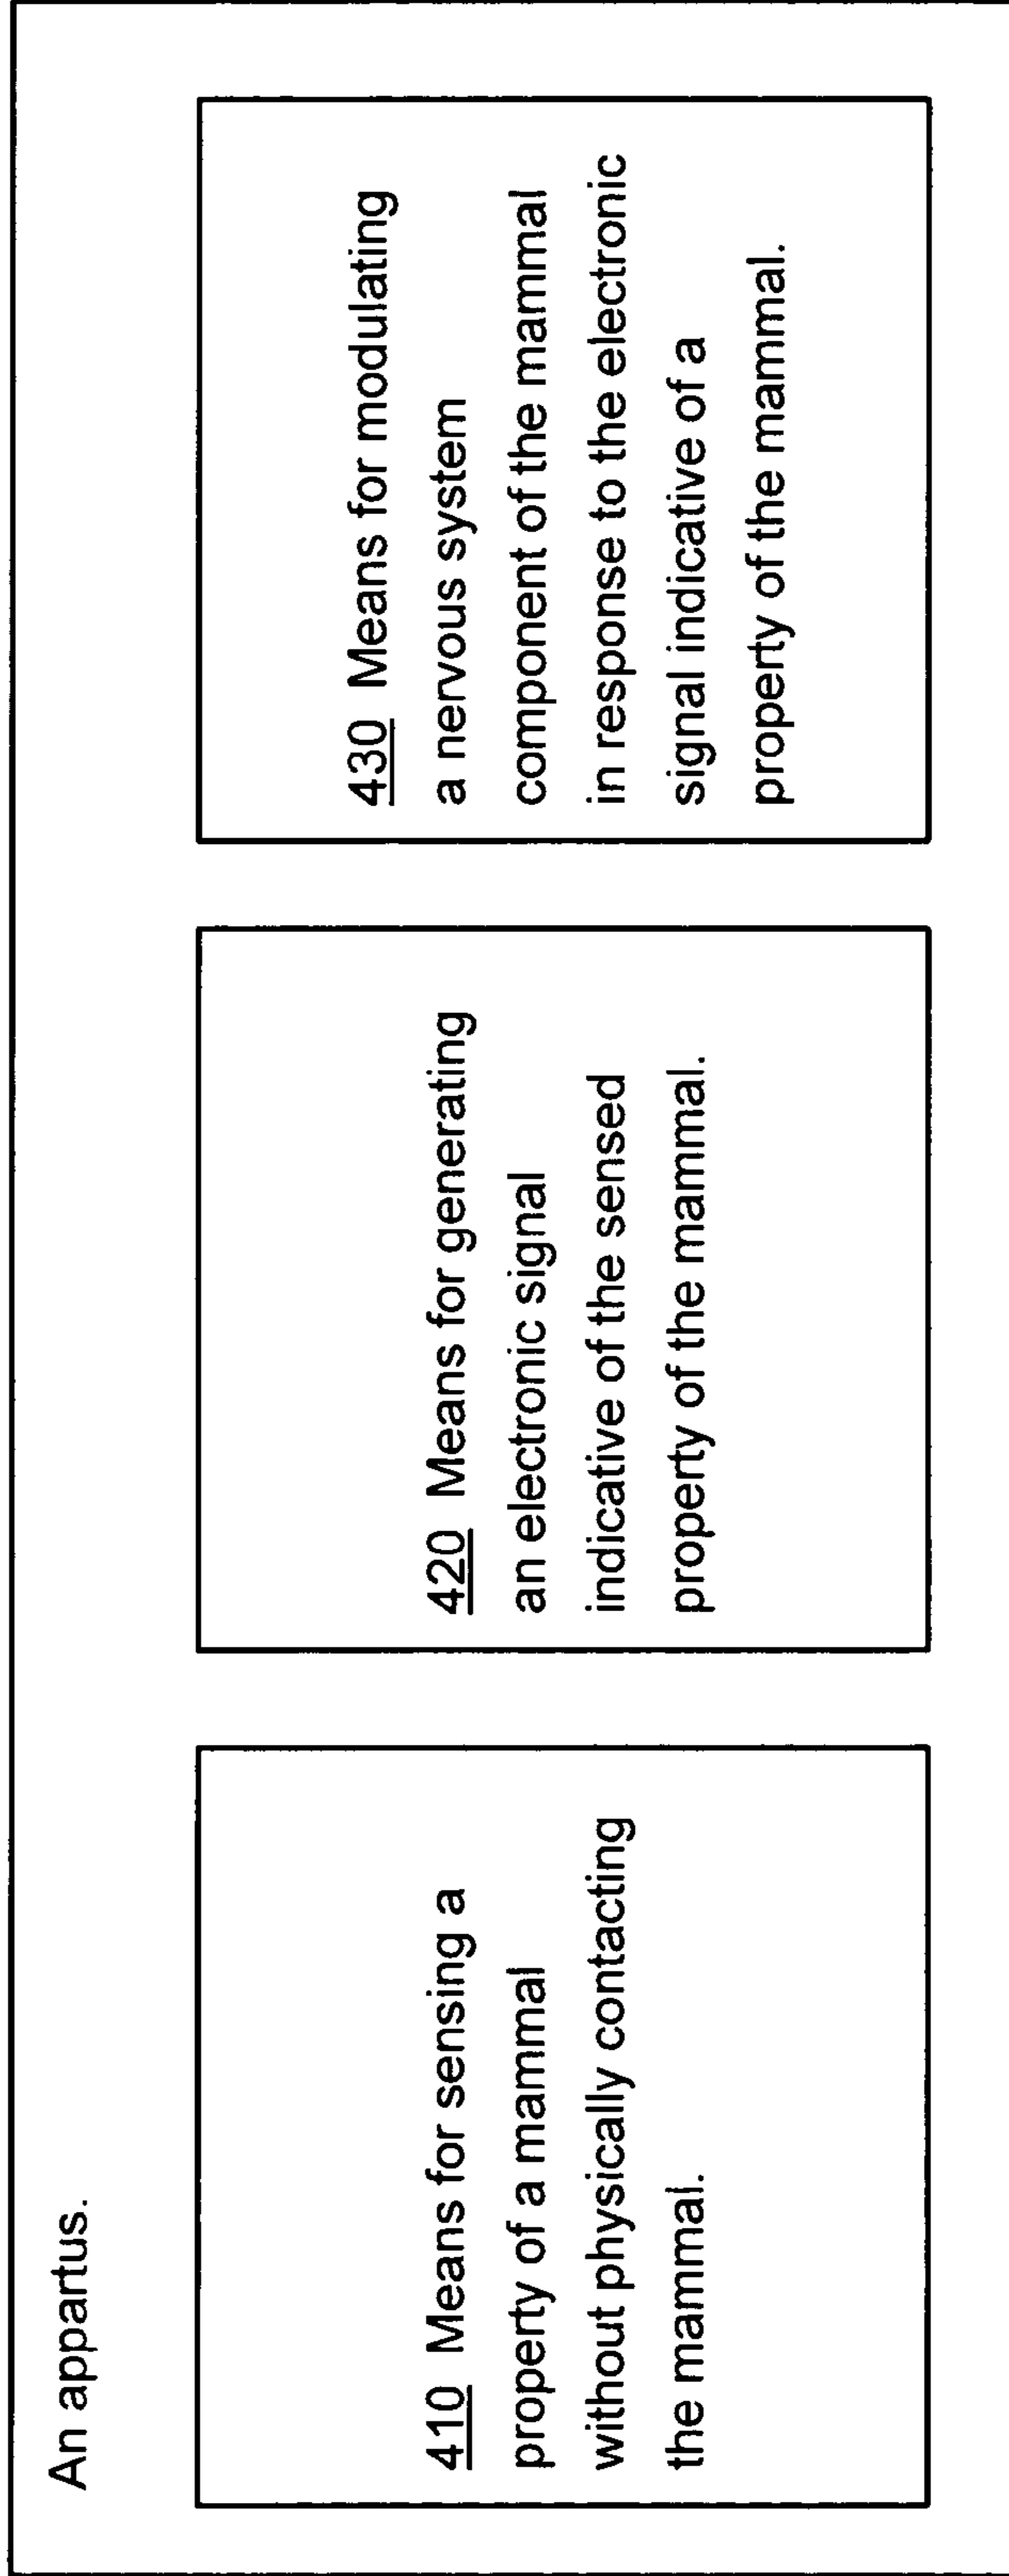 An appartus.
410 Means for sensing a
property of a mammal
without physically contacting
the mammal.
420 Means for generating
an electronic signal
indicative of the sensed
property of the mammal.
430 Means for modulating
a nervous system
component of the mammal
in response to the electronic
signal indicative of a
property of the mammal.